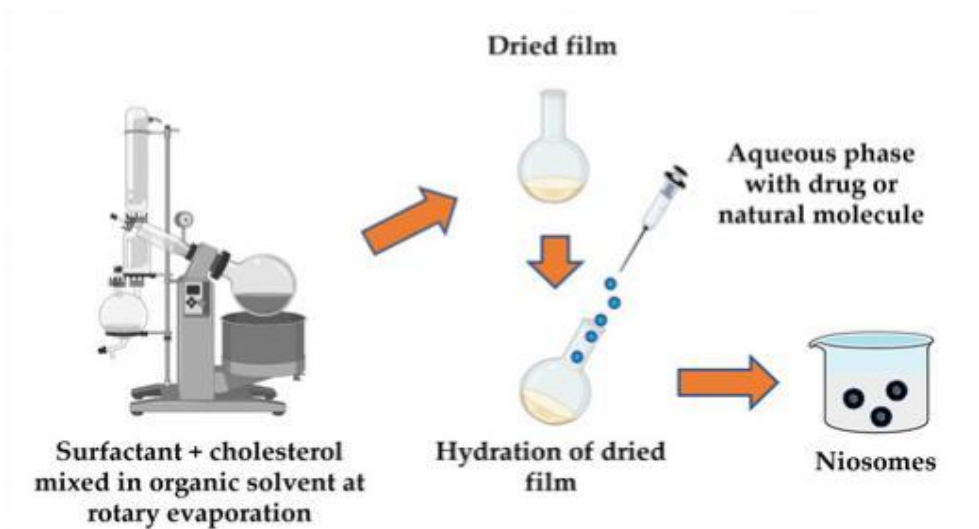 Dried film
Aqueous phase
with drug or
natural molecule
Surfactant + cholesterol
mixed in organic solvent at
rotary evaporation
Hydration of dried
film
Niosomes